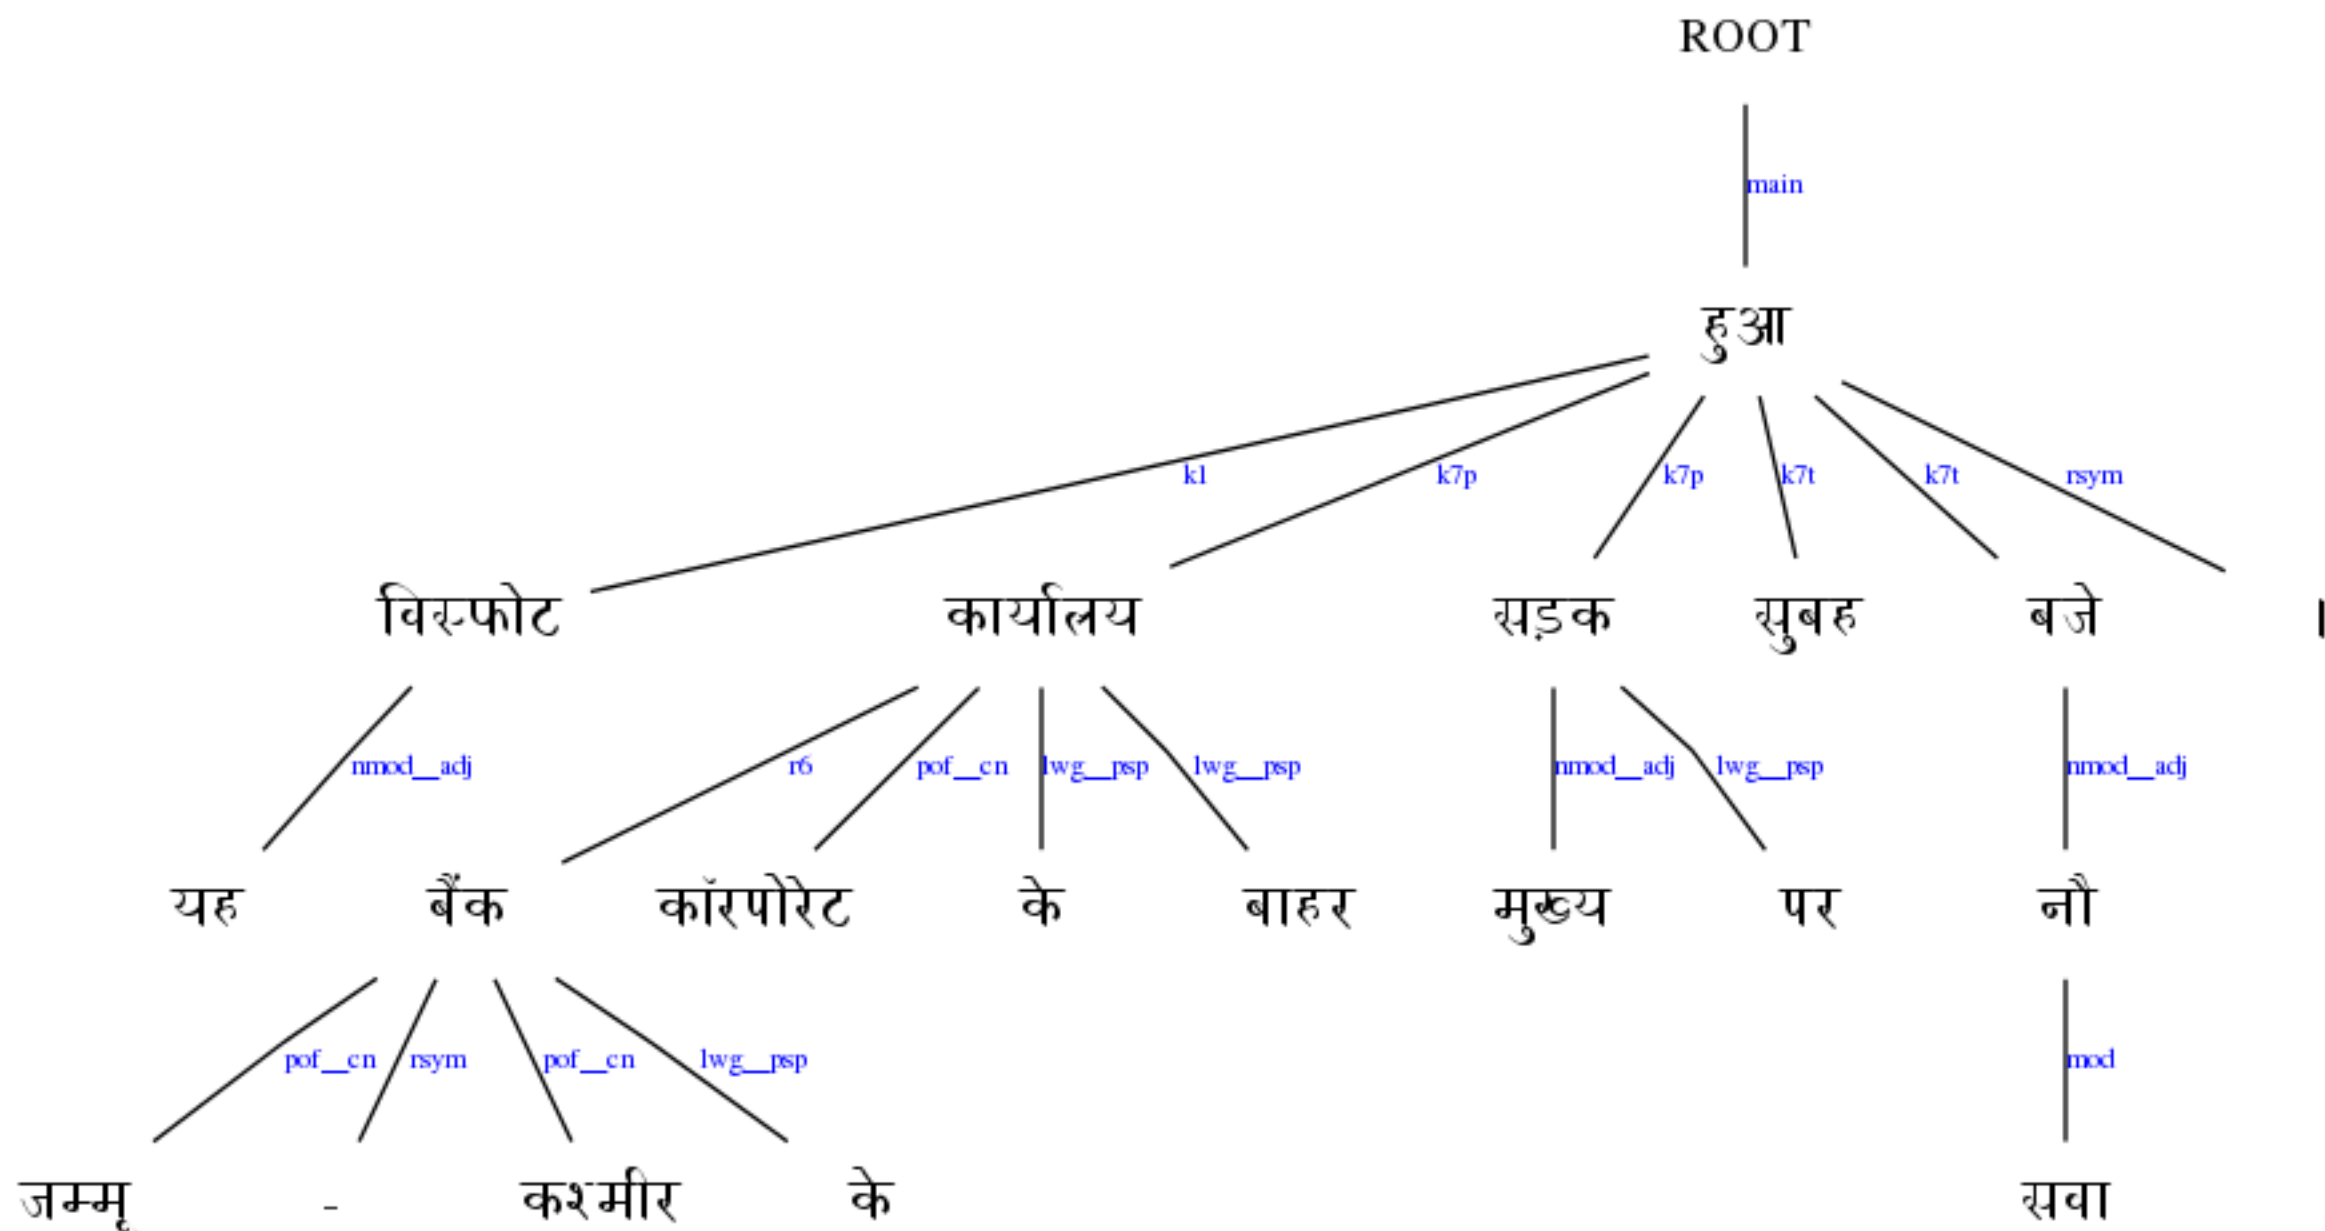 ROOT
main
हुआ
k1 k7p k7p k7t k7t rsym
विस्फोट कार्यालय सड़क सुबह बजे ।
nmod__adj r6 pof__cn lwg__psp lwg__psp nmod__adj lwg__psp nmod__adj
यह बैंक कॉरपोरेट के बाहर मुख्य पर नौ
pof__cn rsym pof__cn lwg__psp mod
जम्मू - कश्मीर के सवा